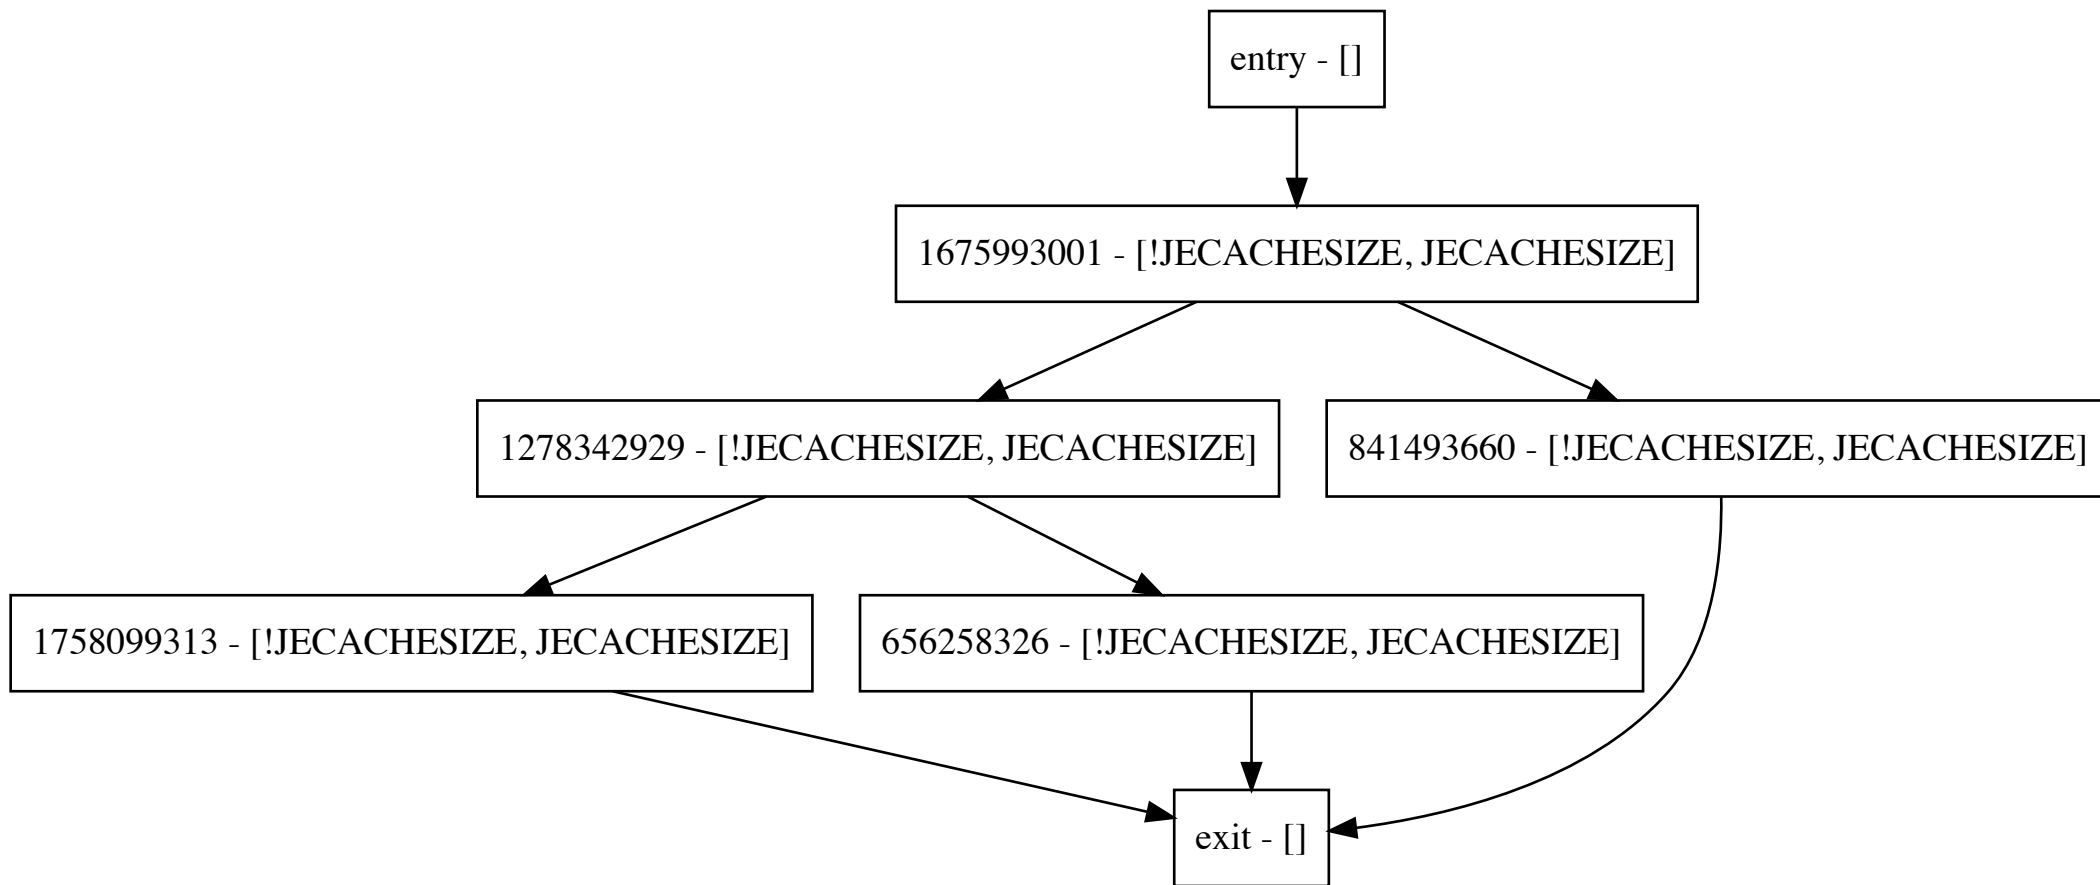 entry - []
1675993001 - [!JECACHESIZE, JECACHESIZE]
1278342929 - [!JECACHESIZE, JECACHESIZE]
841493660 - [!JECACHESIZE, JECACHESIZE]
1758099313 - [!JECACHESIZE, JECACHESIZE]
656258326 - [!JECACHESIZE, JECACHESIZE]
exit - []